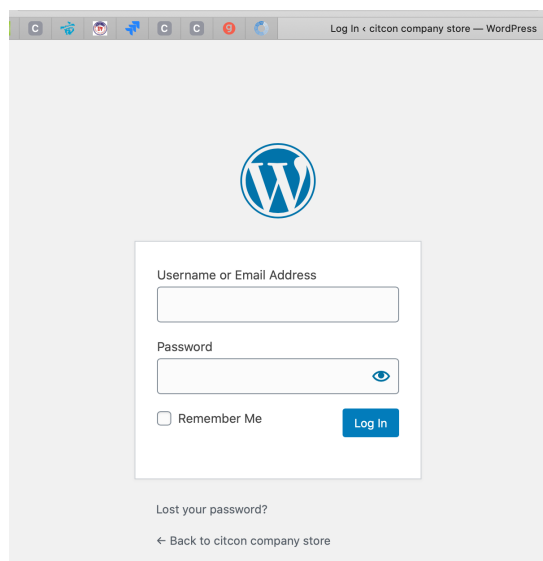 C C C g Log In ‹ citcon company store — WordPress
W
Username or Email Address
Password
Remember Me
Log In
Lost your password?
← Back to citcon company store